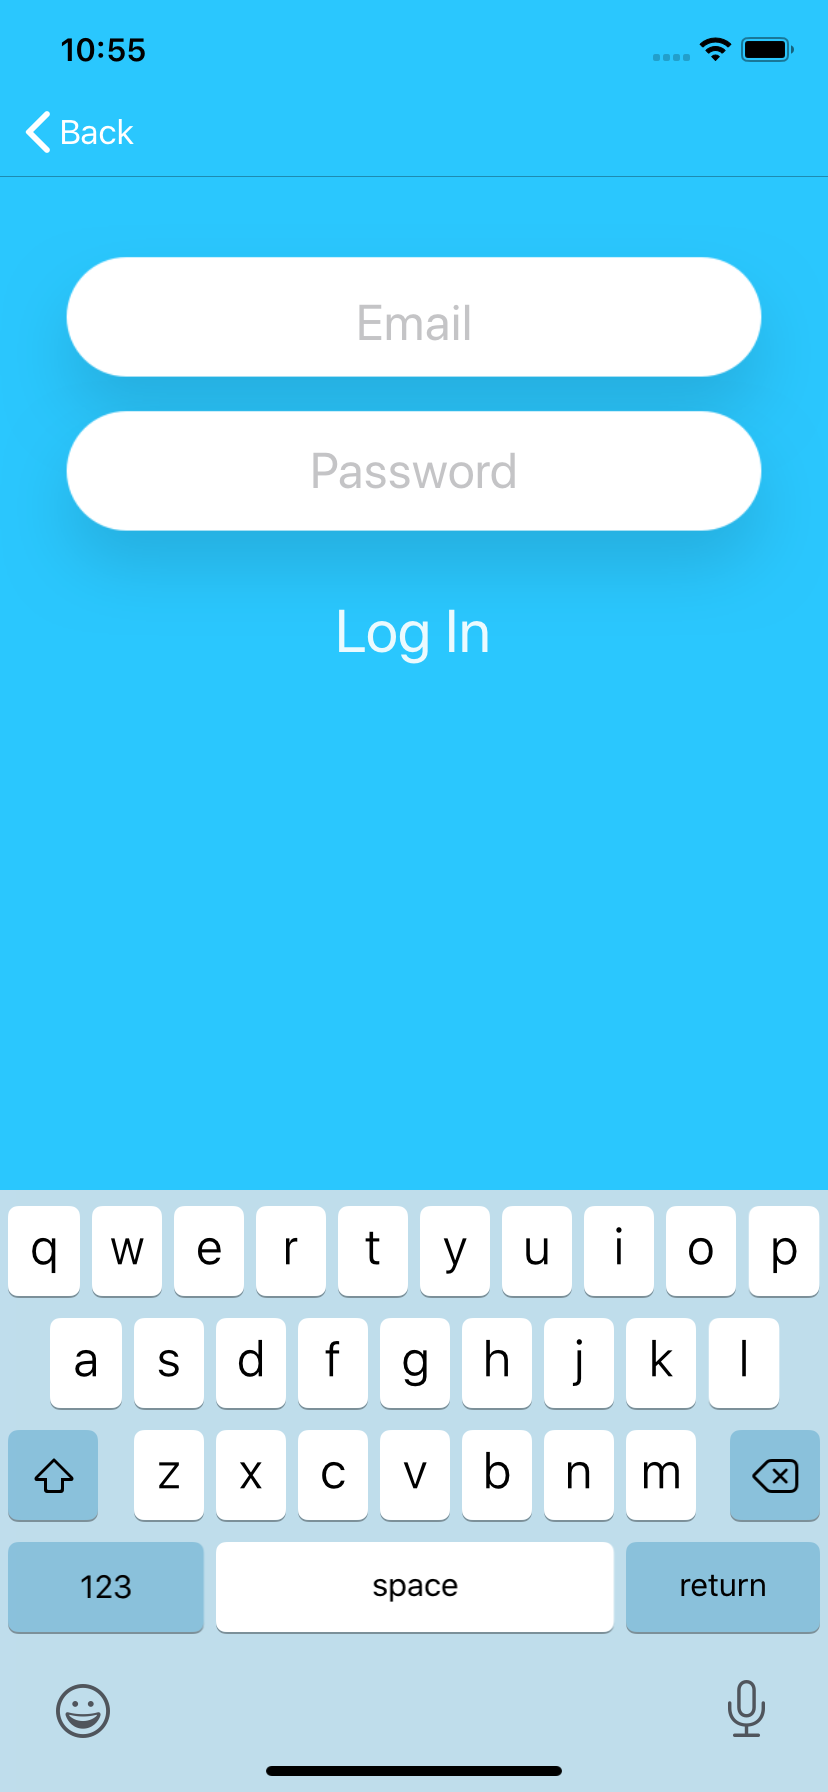 10:55
Back
Email
Password
Log In
q w e r t y u i o p
a s d f g h j k l
z x c v b n m
123 space return